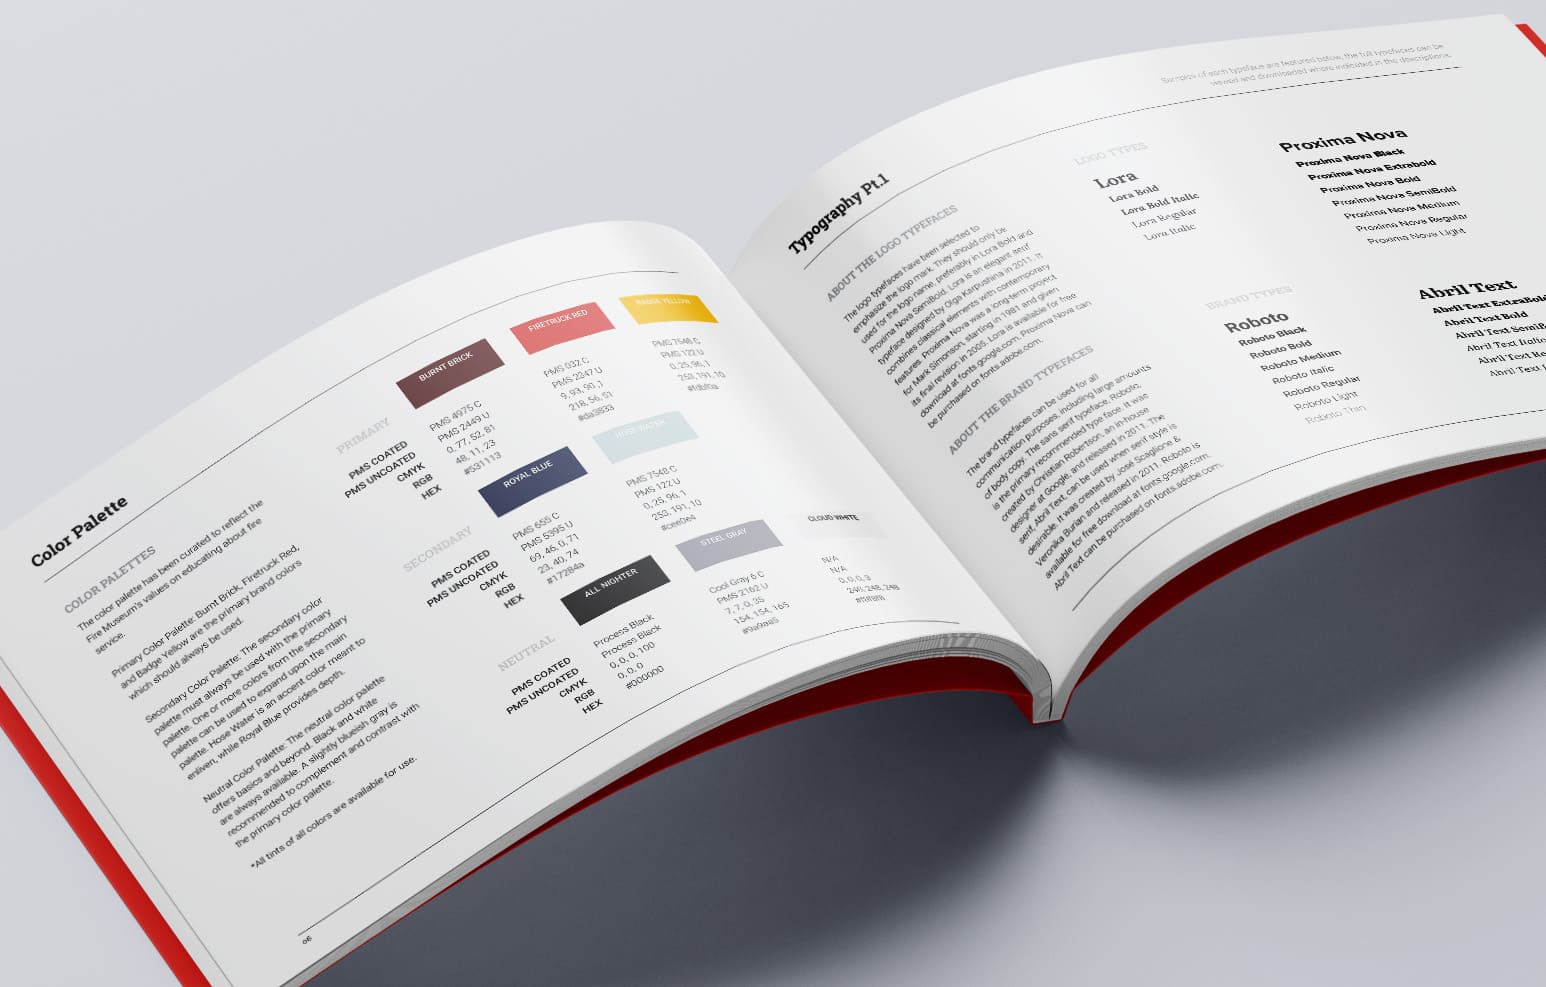 Color Palette
COLOR PALETTES
The color palette has been curated to reflect the
Fire Museum's values on educating about fire
service.
Primary Color Palette: Burnt Brick, Firetruck Red,
and Badge Yellow are the primary brand colors
which should always be used.
Secondary Color Palette: The secondary color
palette must always be used with the primary
palette. One or more colors from the secondary
palette can be used to expand upon the main
palette. Hose Water is an accent color meant to
enliven, while Royal Blue provides depth.
Neutral Color Palette: The neutral color palette
offers basics and beyond. Black and white
are always available. A slightly blueish gray is
recommended to complement and contrast with
the primary color palette.
*All tints of all colors are available for use.
06
PRIMARY
PMS COATED
PMS UNCOATED
CMYK
RGB
HEX
BURNT BRICK
PMS 4975 C
PMS 2449 U
0, 77, 52, 81
48, 11, 23
#531113
FIRETRUCK RED
PMS 032 C
PMS 2347 U
9, 93, 90, 1
218, 56, 51
#da3833
BADGE YELLOW
PMS 7548 C
PMS 122 U
0, 25, 96, 1
253, 191, 10
#fdbf0a
SECONDARY
PMS COATED
PMS UNCOATED
CMYK
RGB
HEX
ROYAL BLUE
PMS 655 C
PMS 5395 U
69, 46, 0, 71
23, 40, 74
#17284a
HOSE WATER
PMS 7548 C
PMS 122 U
0, 25, 96, 1
253, 191, 10
#cee0e4
NEUTRAL
PMS COATED
PMS UNCOATED
CMYK
RGB
HEX
ALL NIGHTER
Process Black
Process Black
0, 0, 0, 100
0, 0, 0
#000000
STEEL GRAY
Cool Gray 6 C
PMS 2162 U
7, 7, 0, 35
154, 154, 165
#9a9aa5
CLOUD WHITE
N/A
N/A
0, 0, 0, 3
248, 248, 248
#f8f8f8
Samples of each typeface are featured below, the full typefaces can be
viewed and downloaded where indicated in the descriptions.
Typography Pt.1
ABOUT THE LOGO TYPEFACES
The logo typefaces have been selected to
emphasize the logo mark. They should only be
used for the logo name, preferably in Lora Bold and
Proxima Nova SemiBold. Lora is an elegant serif
typeface designed by Olga Karpushina in 2011. It
combines classical elements with contemporary
features. Proxima Nova was a long-term project
for Mark Simonson, starting in 1981 and given
its final revision in 2005. Lora is available for free
download at fonts.google.com. Proxima Nova can
be purchased on fonts.adobe.com.
ABOUT THE BRAND TYPEFACES
The brand typefaces can be used for all
communication purposes, including large amounts
of body copy. The sans serif typeface, Roboto,
is the primary recommended type face. It was
created by Christian Robertson, an in-house
designer at Google, and released in 2011. The
serif, Abril Text, can be used when serif style is
desirable. It was created by José Scaglione &
Veronika Burian and released in 2011. Roboto is
available for free download at fonts.google.com.
Abril Text can be purchased on fonts.adobe.com.
LOGO TYPES
Lora
Lora Bold
Lora Bold Italic
Lora Regular
Lora Italic
Proxima Nova
Proxima Nova Black
Proxima Nova Extrabold
Proxima Nova Bold
Proxima Nova SemiBold
Proxima Nova Medium
Proxima Nova Regular
Proxima Nova Light
BRAND TYPES
Roboto
Roboto Black
Roboto Bold
Roboto Medium
Roboto Italic
Roboto Regular
Roboto Light
Roboto Thin
Abril Text
Abril Text ExtraBold
Abril Text Bold
Abril Text SemiB
Abril Text Italic
Abril Text Re
Abril Text